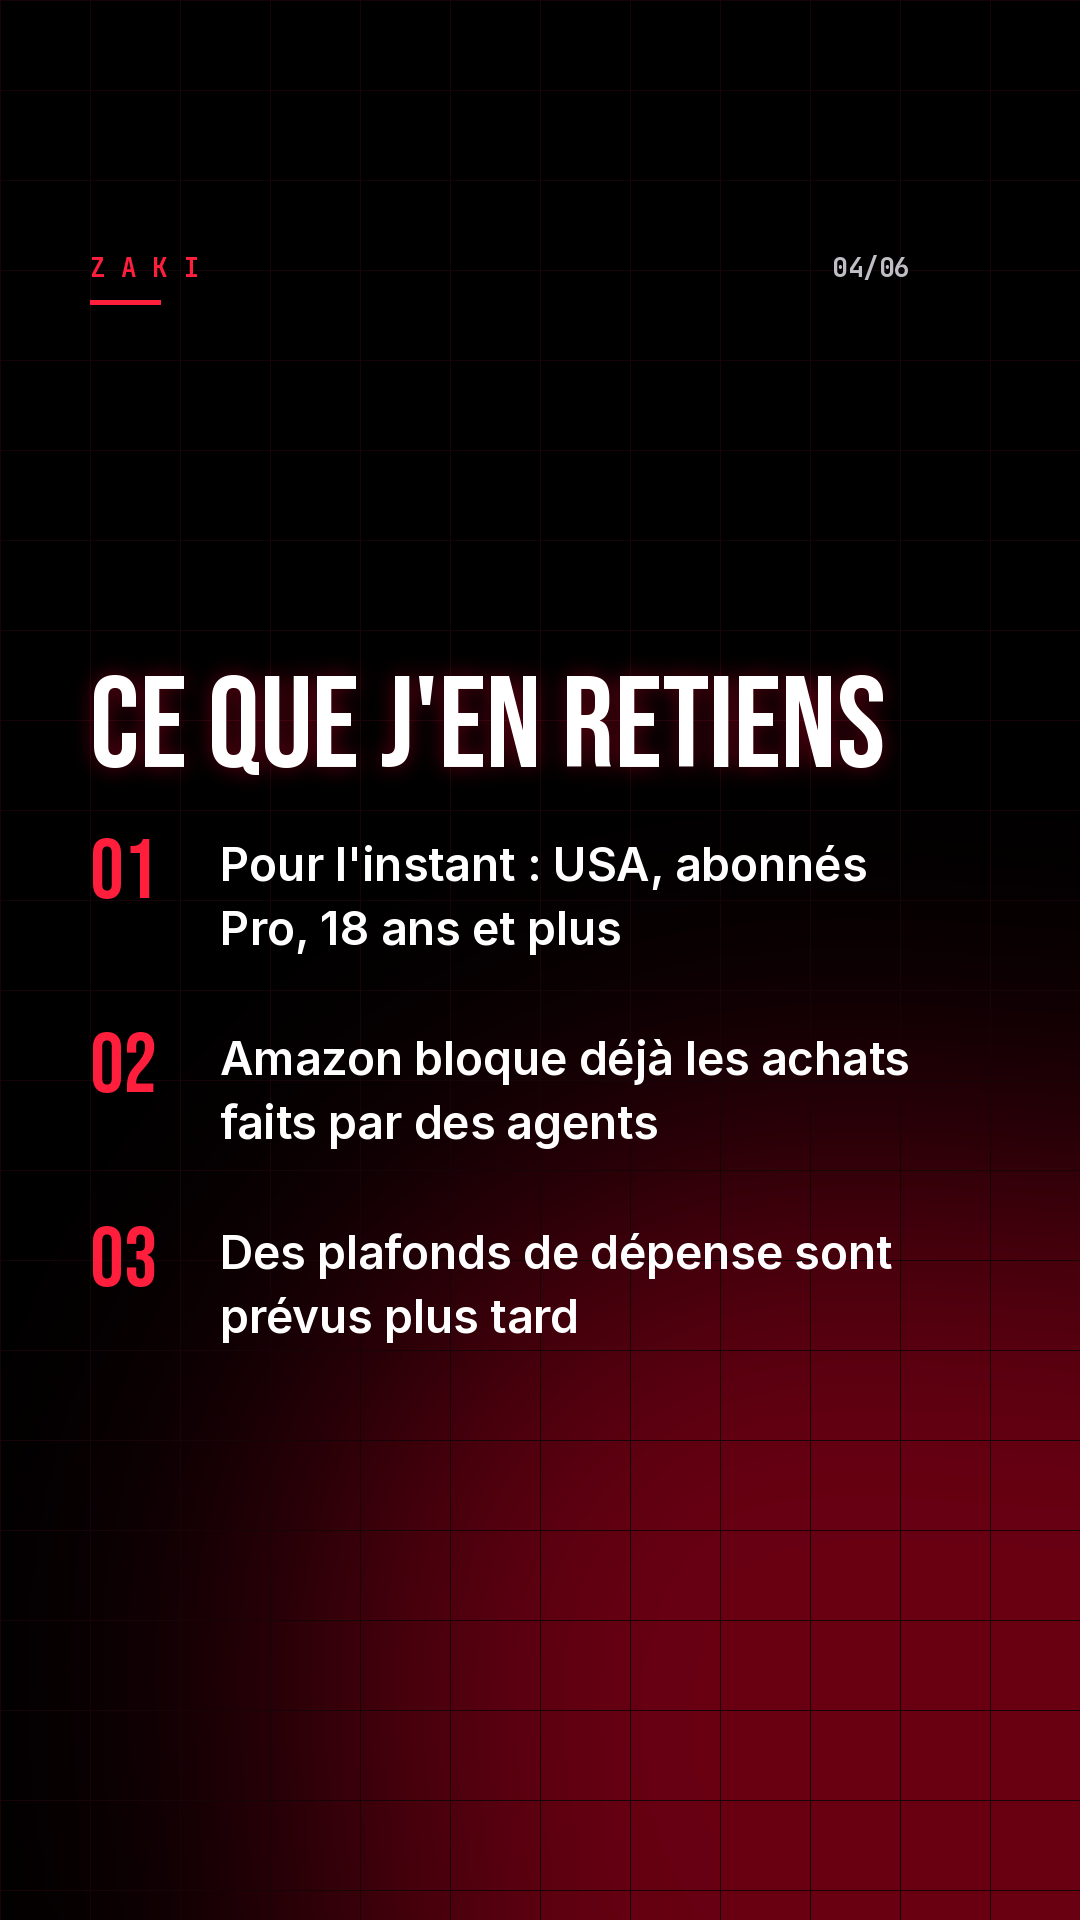 ZAKI
04/06
CE QUE J'EN RETIENS
01
Pour l'instant : USA, abonnés
Pro, 18 ans et plus
02
Amazon bloque déjà les achats
faits par des agents
03
Des plafonds de dépense sont
prévus plus tard